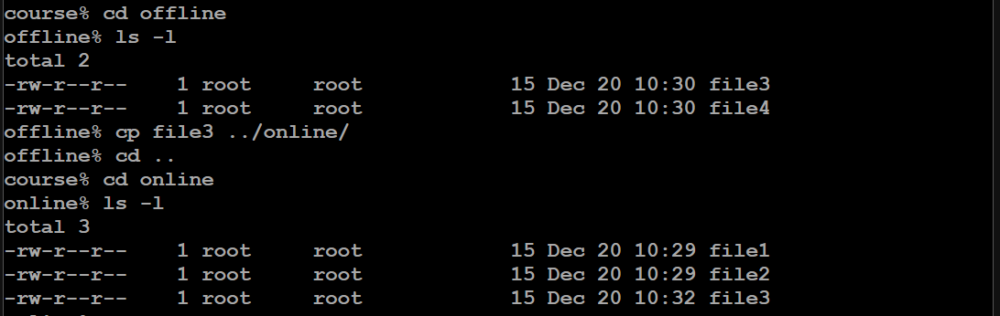 course% cd offline
offline% ls -l
total 2
-rw-r--r--    1 root     root            15 Dec 20 10:30 file3
-rw-r--r--    1 root     root            15 Dec 20 10:30 file4
offline% cp file3 ../online/
offline% cd ..
course% cd online
online% ls -l
total 3
-rw-r--r--    1 root     root            15 Dec 20 10:29 file1
-rw-r--r--    1 root     root            15 Dec 20 10:29 file2
-rw-r--r--    1 root     root            15 Dec 20 10:32 file3